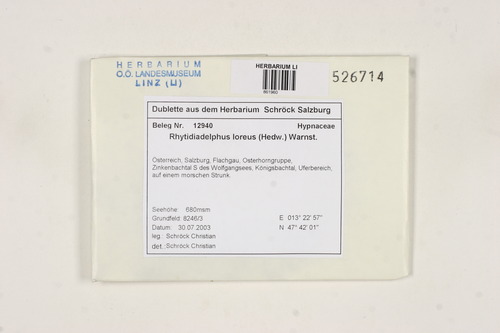 HERBARIUM
O.Ö. LANDESMUSEUM
LINZ (LI)
HERBARIUM LI
526714
Dublette aus dem Herbarium Schröck Salzburg
Beleg Nr. 12940 Hypnaceae
Rhytidiadelphus loreus (Hedw.) Warnst.
Österreich, Salzburg, Flachgau, Osterhorngruppe,
Zinkenbachtal S des Wolfgangsees, Königsbachtal, Uferbereich,
auf einem morschen Strunk.
Seehöhe: 680msm
Grundfeld: 8246/3 E 013° 22' 57"
Datum: 30.07.2003 N 47° 42' 01"
leg.: Schröck Christian
det.: Schröck Christian